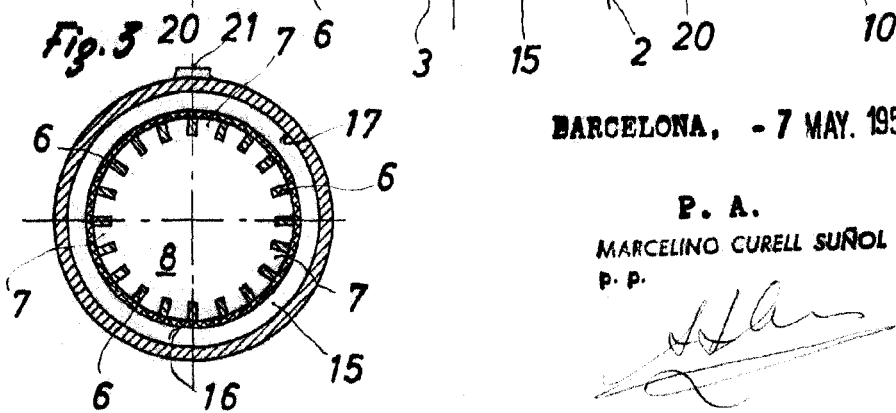 Fig. 3 20 21 7 6
3 15 2 20 10
17
6 6
8
7 7
15
6 16
BARCELONA, - 7 MAY. 195
P. A.
MARCELINO CURELL SUÑOL
P. P.